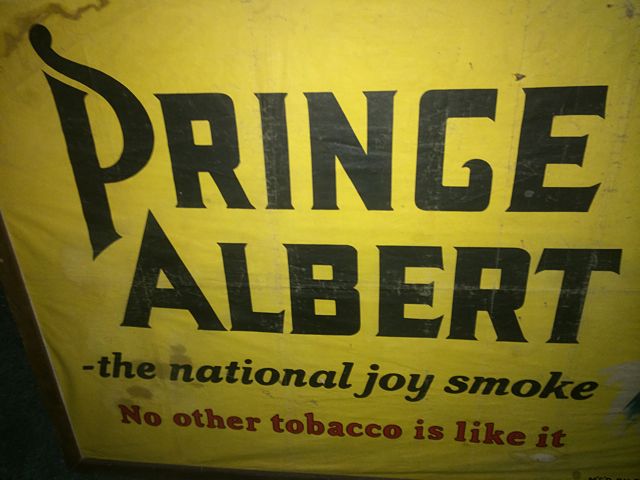 PRINCE
ALBERT
-the national joy smoke
No other tobacco is like it